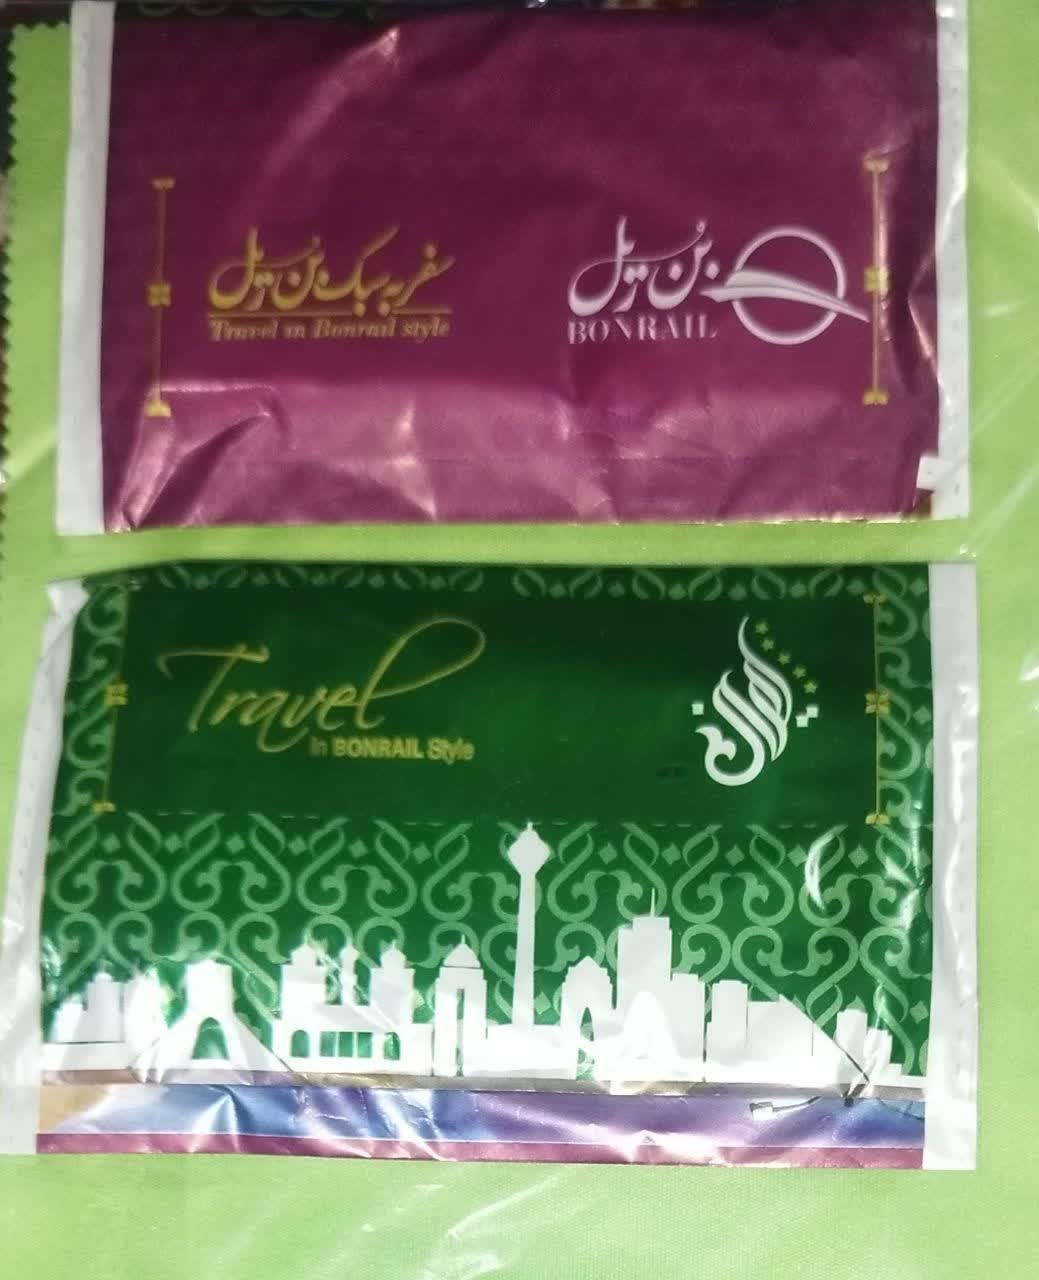 بن ریل
BONRAIL
سفر به سبک بن ریل
Travel in Bonrail style
Travel
in BONRAIL Style